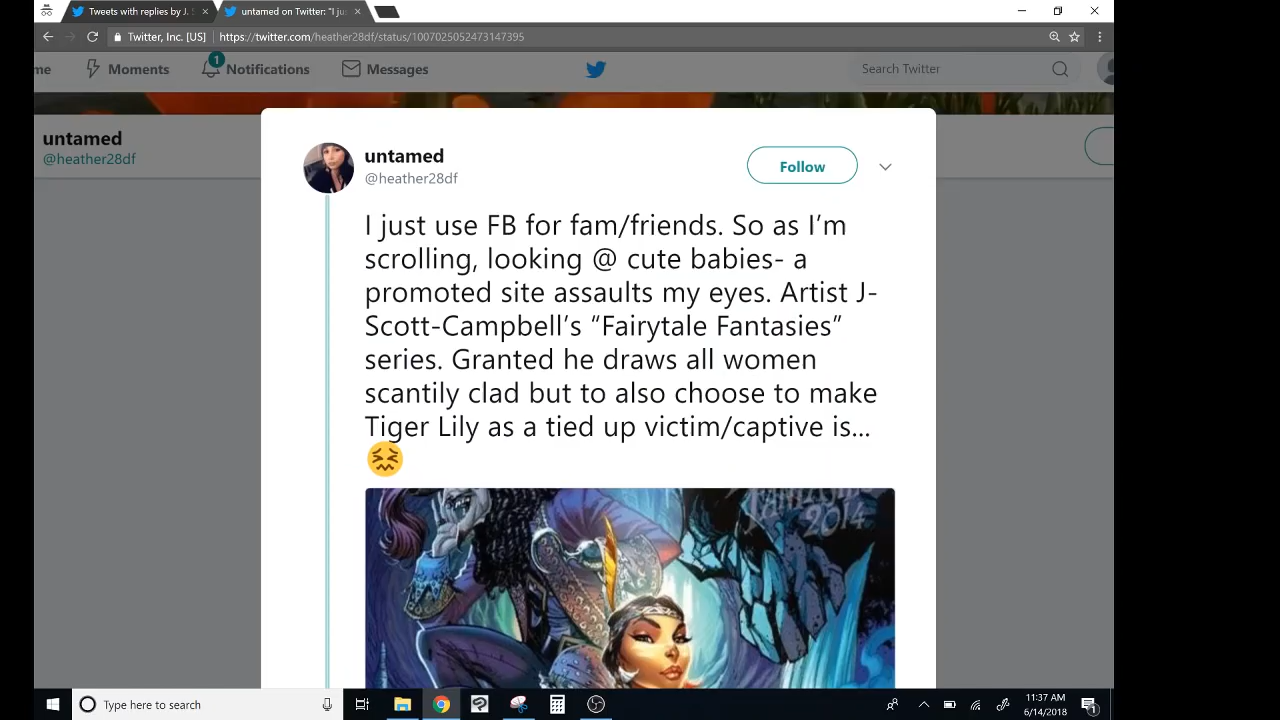 Tweets with replies by J. S
untamed on Twitter: "I ju
Twitter, Inc. [US] https://twitter.com/heather28df/status/1007025052473147395
me Moments 1 Notifications Messages Search Twitter
untamed
@heather28df
untamed
@heather28df
Follow
I just use FB for fam/friends. So as I’m
scrolling, looking @ cute babies- a
promoted site assaults my eyes. Artist J-
Scott-Campbell’s “Fairytale Fantasies”
series. Granted he draws all women
scantily clad but to also choose to make
Tiger Lily as a tied up victim/captive is...
2014
Type here to search
11:37 AM
6/14/2018
1